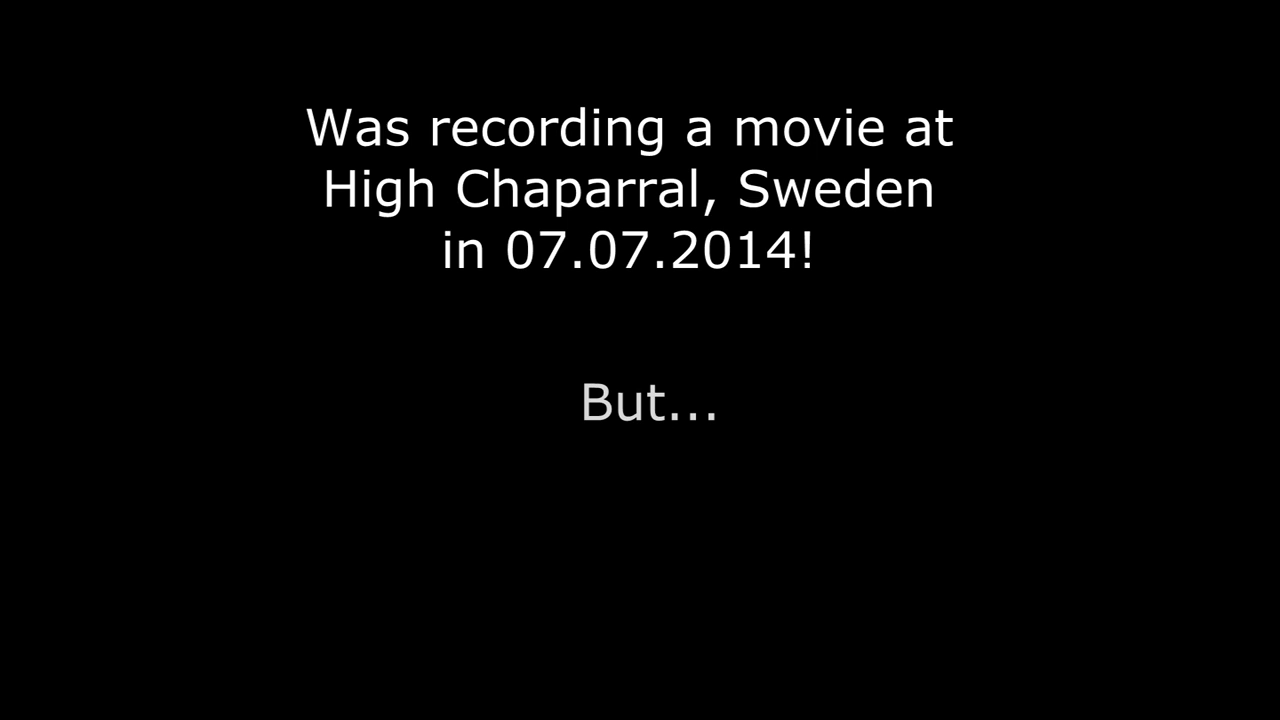 Was recording a movie at
High Chaparral, Sweden
in 07.07.2014!
But...